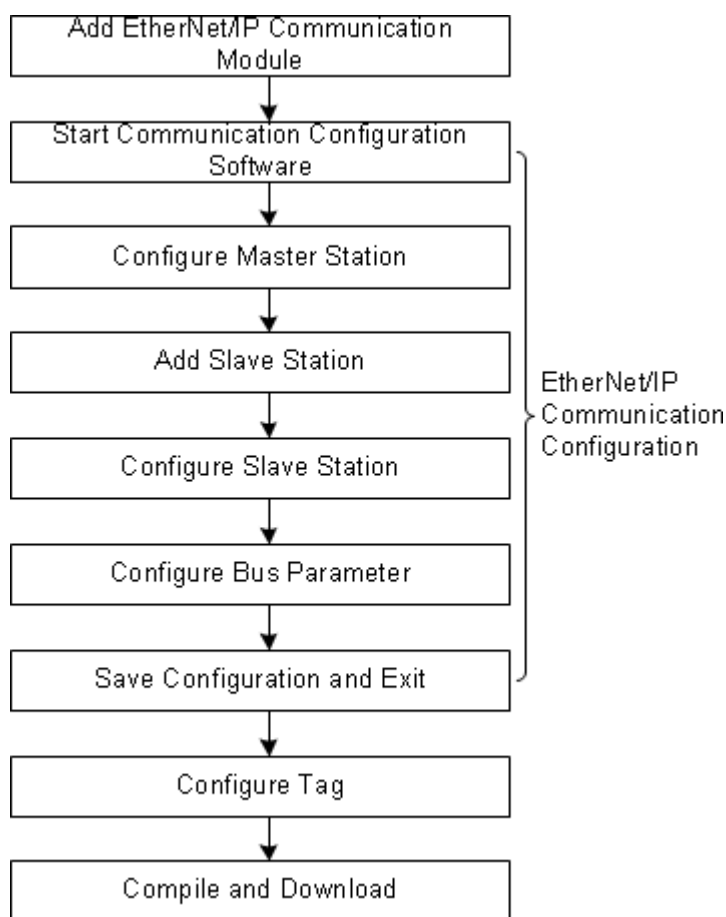 Add EtherNet/IP Communication
Module
Start Communication Configuration
Software
Configure Master Station
Add Slave Station
Configure Slave Station
Configure Bus Parameter
Save Configuration and Exit
EtherNet/IP
Communication
Configuration
Configure Tag
Compile and Download